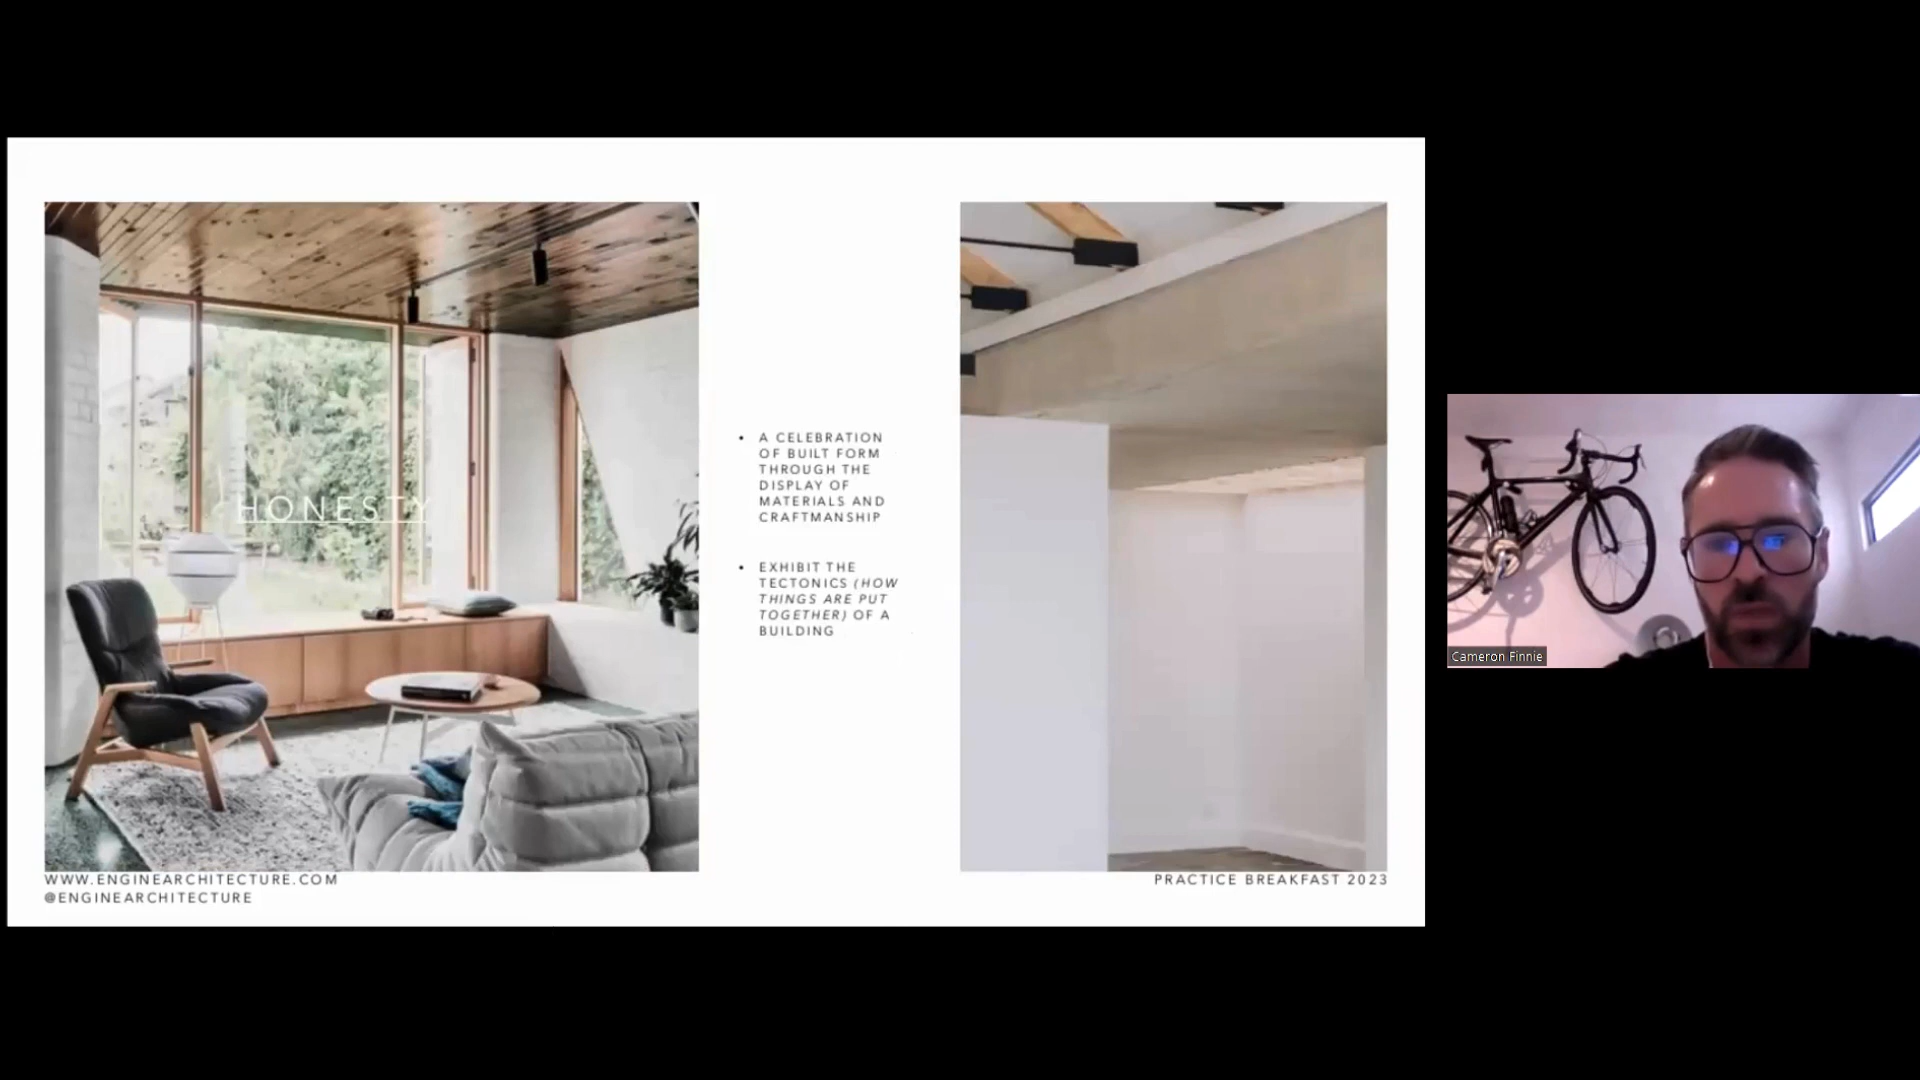 HONESTY
• A CELEBRATION
OF BUILT FORM
THROUGH THE
DISPLAY OF
MATERIALS AND
CRAFTMANSHIP
• EXHIBIT THE
TECTONICS (HOW
THINGS ARE PUT
TOGETHER) OF A
BUILDING
WWW.ENGINEARCHITECTURE.COM
@ENGINEARCHITECTURE
PRACTICE BREAKFAST 2023
Cameron Finnie